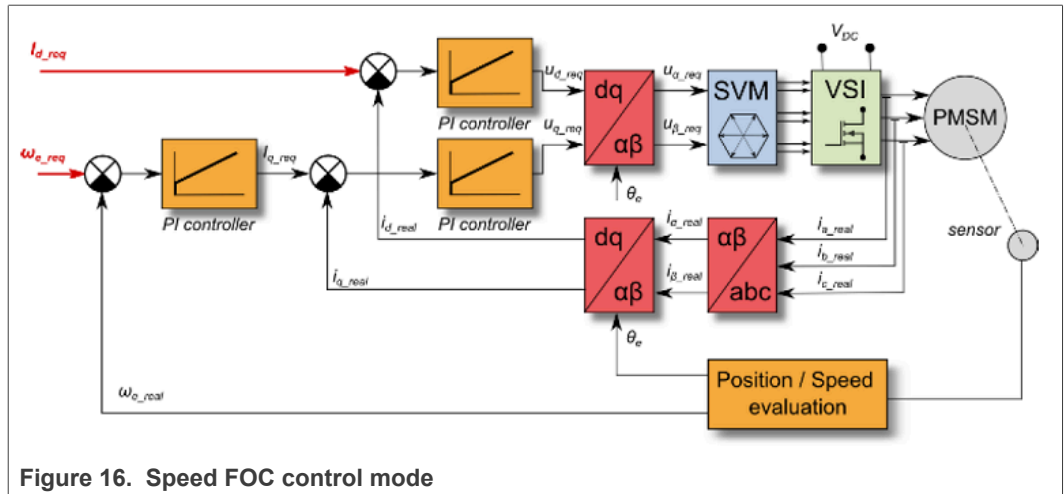 V_DC
I_d_req
PI controller
u_d_req
dq
αβ
u_α_req
SVM
VSI
PMSM
ω_e_req
PI controller
I_q_req
PI controller
u_q_req
u_β_req
θ_e
i_d_real
dq
αβ
i_α_real
αβ
abc
i_a_real
i_b_real
i_c_real
sensor
i_q_real
i_β_real
θ_e
ω_e_real
Position / Speed
evaluation
Figure 16. Speed FOC control mode